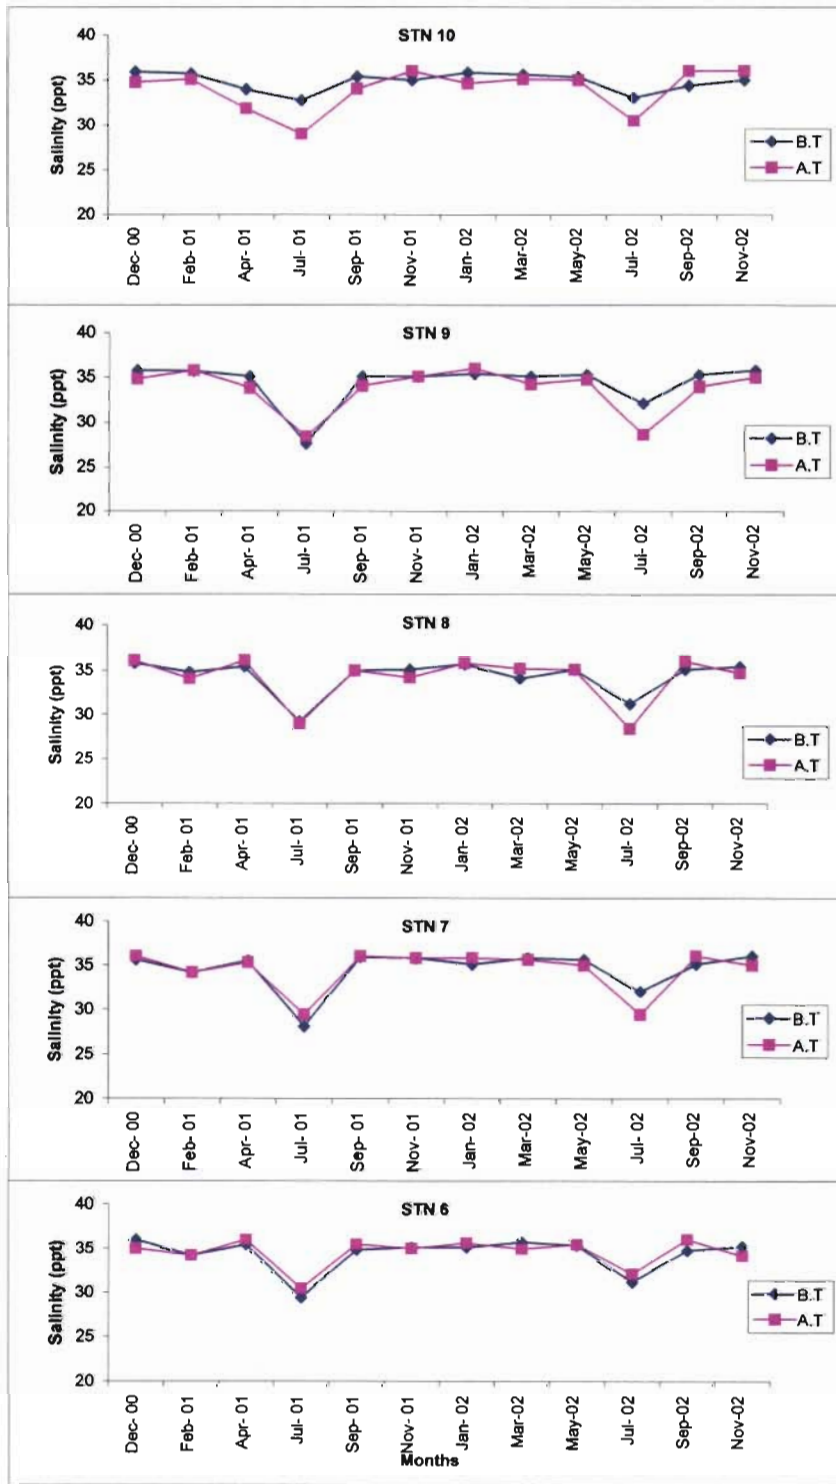 STN 10
Salinity (ppt)
40
35
30
25
20
B.T
A.T
Dec- 00
Feb- 01
Apr- 01
Jul- 01
Sep- 01
Nov- 01
Jan- 02
Mar-02
May-02
Jul- 02
Sep-02
Nov-02
STN 9
Salinity (ppt)
40
35
30
25
20
B.T
A.T
Dec- 00
Feb- 01
Apr- 01
Jul- 01
Sep- 01
Nov- 01
Jan- 02
Mar-02
May-02
Jul- 02
Sep-02
Nov-02
STN 8
Salinity (ppt)
40
35
30
25
20
B.T
A.T
Dec- 00
Feb- 01
Apr- 01
Jul- 01
Sep- 01
Nov- 01
Jan- 02
Mar-02
May-02
Jul- 02
Sep-02
Nov-02
STN 7
Salinity (ppt)
40
35
30
25
20
B.T
A.T
Dec- 00
Feb- 01
Apr- 01
Jul- 01
Sep- 01
Nov- 01
Jan- 02
Mar-02
May-02
Jul- 02
Sep-02
Nov-02
STN 6
Salinity (ppt)
40
35
30
25
20
B.T
A.T
Dec- 00
Feb- 01
Apr- 01
Jul- 01
Sep- 01
Nov- 01
Jan- 02
Mar-02
May-02
Jul- 02
Sep-02
Nov-02
Months